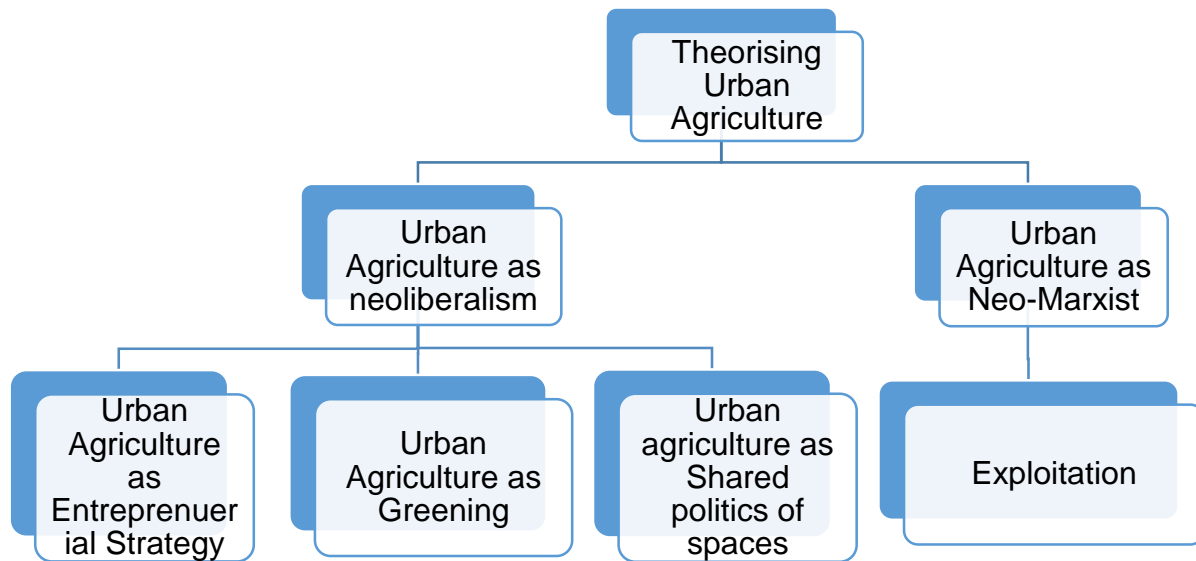 Theorising
Urban
Agriculture
Urban
Agriculture as
neoliberalism
Urban
Agriculture as
Neo-Marxist
Urban
Agriculture
as
Entreprenuer
ial Strategy
Urban
Agriculture as
Greening
Urban
agriculture as
Shared
politics of
spaces
Exploitation